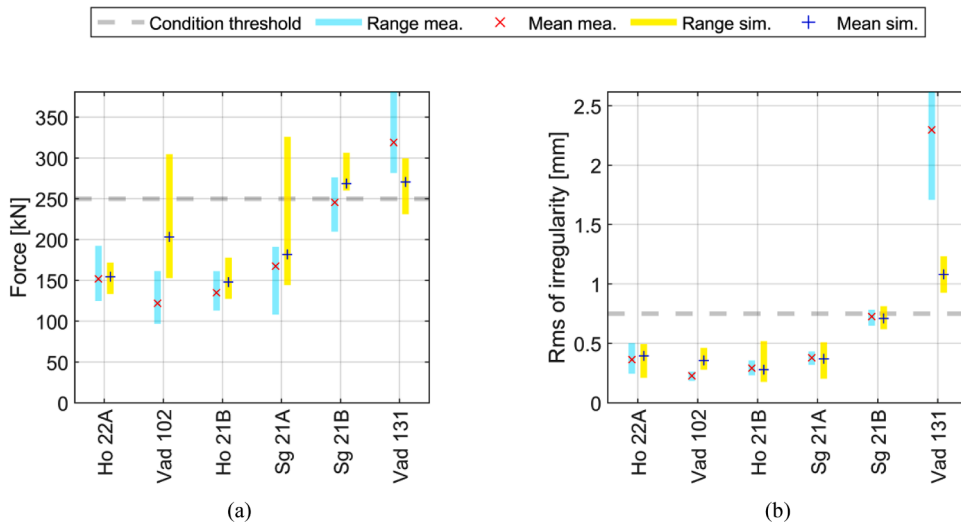 Condition threshold Range mea. Mean mea. Range sim. Mean sim.
Force [kN]
350
300
250
200
150
100
50
0
Ho 22A
Vad 102
Ho 21B
Sg 21A
Sg 21B
Vad 131
(a)
Rms of irregularity [mm]
2.5
2
1.5
1
0.5
0
Ho 22A
Vad 102
Ho 21B
Sg 21A
Sg 21B
Vad 131
(b)